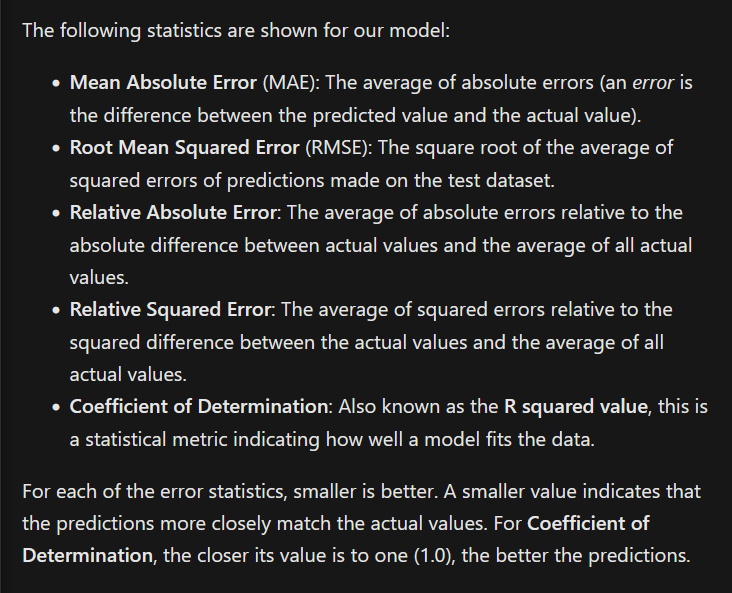 The following statistics are shown for our model:
• Mean Absolute Error (MAE): The average of absolute errors (an error is
the difference between the predicted value and the actual value).
• Root Mean Squared Error (RMSE): The square root of the average of
squared errors of predictions made on the test dataset.
• Relative Absolute Error: The average of absolute errors relative to the
absolute difference between actual values and the average of all actual
values.
• Relative Squared Error: The average of squared errors relative to the
squared difference between the actual values and the average of all
actual values.
• Coefficient of Determination: Also known as the R squared value, this is
a statistical metric indicating how well a model fits the data.
For each of the error statistics, smaller is better. A smaller value indicates that
the predictions more closely match the actual values. For Coefficient of
Determination, the closer its value is to one (1.0), the better the predictions.